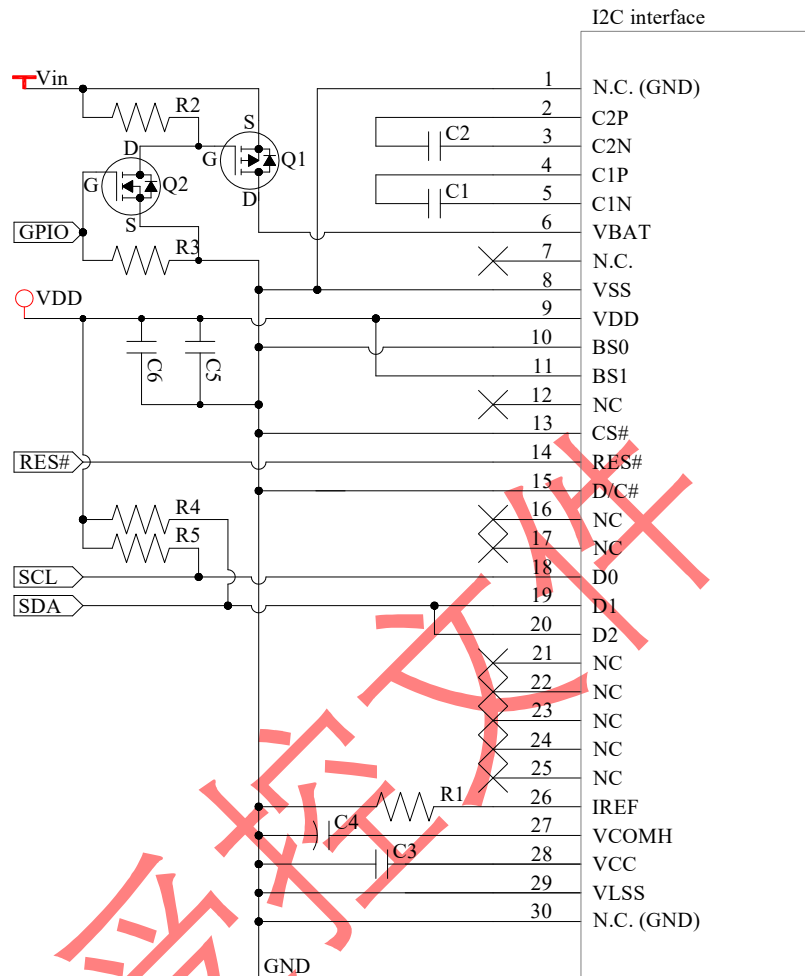 I2C interface
Vin
R2
S
D
G
Q1
G
Q2
D
S
GPIO
R3
VDD
C6
C5
RES#
R4
R5
SCL
SDA
C2
C1
R1
C4
C3
GND
1 N.C. (GND)
2 C2P
3 C2N
4 C1P
5 C1N
6 VBAT
7 N.C.
8 VSS
9 VDD
10 BS0
11 BS1
12 NC
13 CS#
14 RES#
15 D/C#
16 NC
17 NC
18 D0
19 D1
20 D2
21 NC
22 NC
23 NC
24 NC
25 NC
26 IREF
27 VCOMH
28 VCC
29 VLSS
30 N.C. (GND)
受控文件